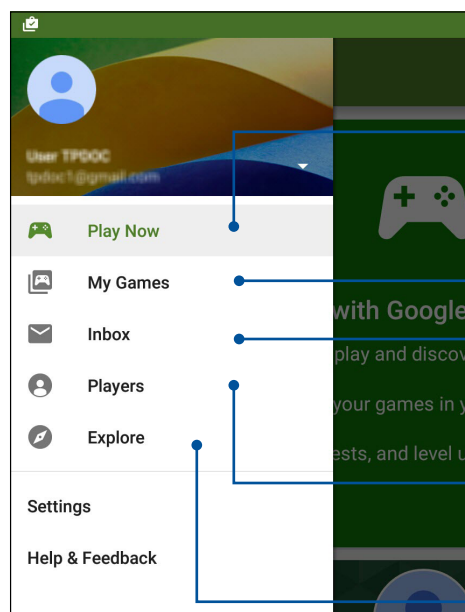 User TPDOC
tpdoc1@gmail.com
Play Now
My Games
Inbox
Players
Explore
Settings
Help & Feedback
with Google
play and discov
your games in y
ests, and level u